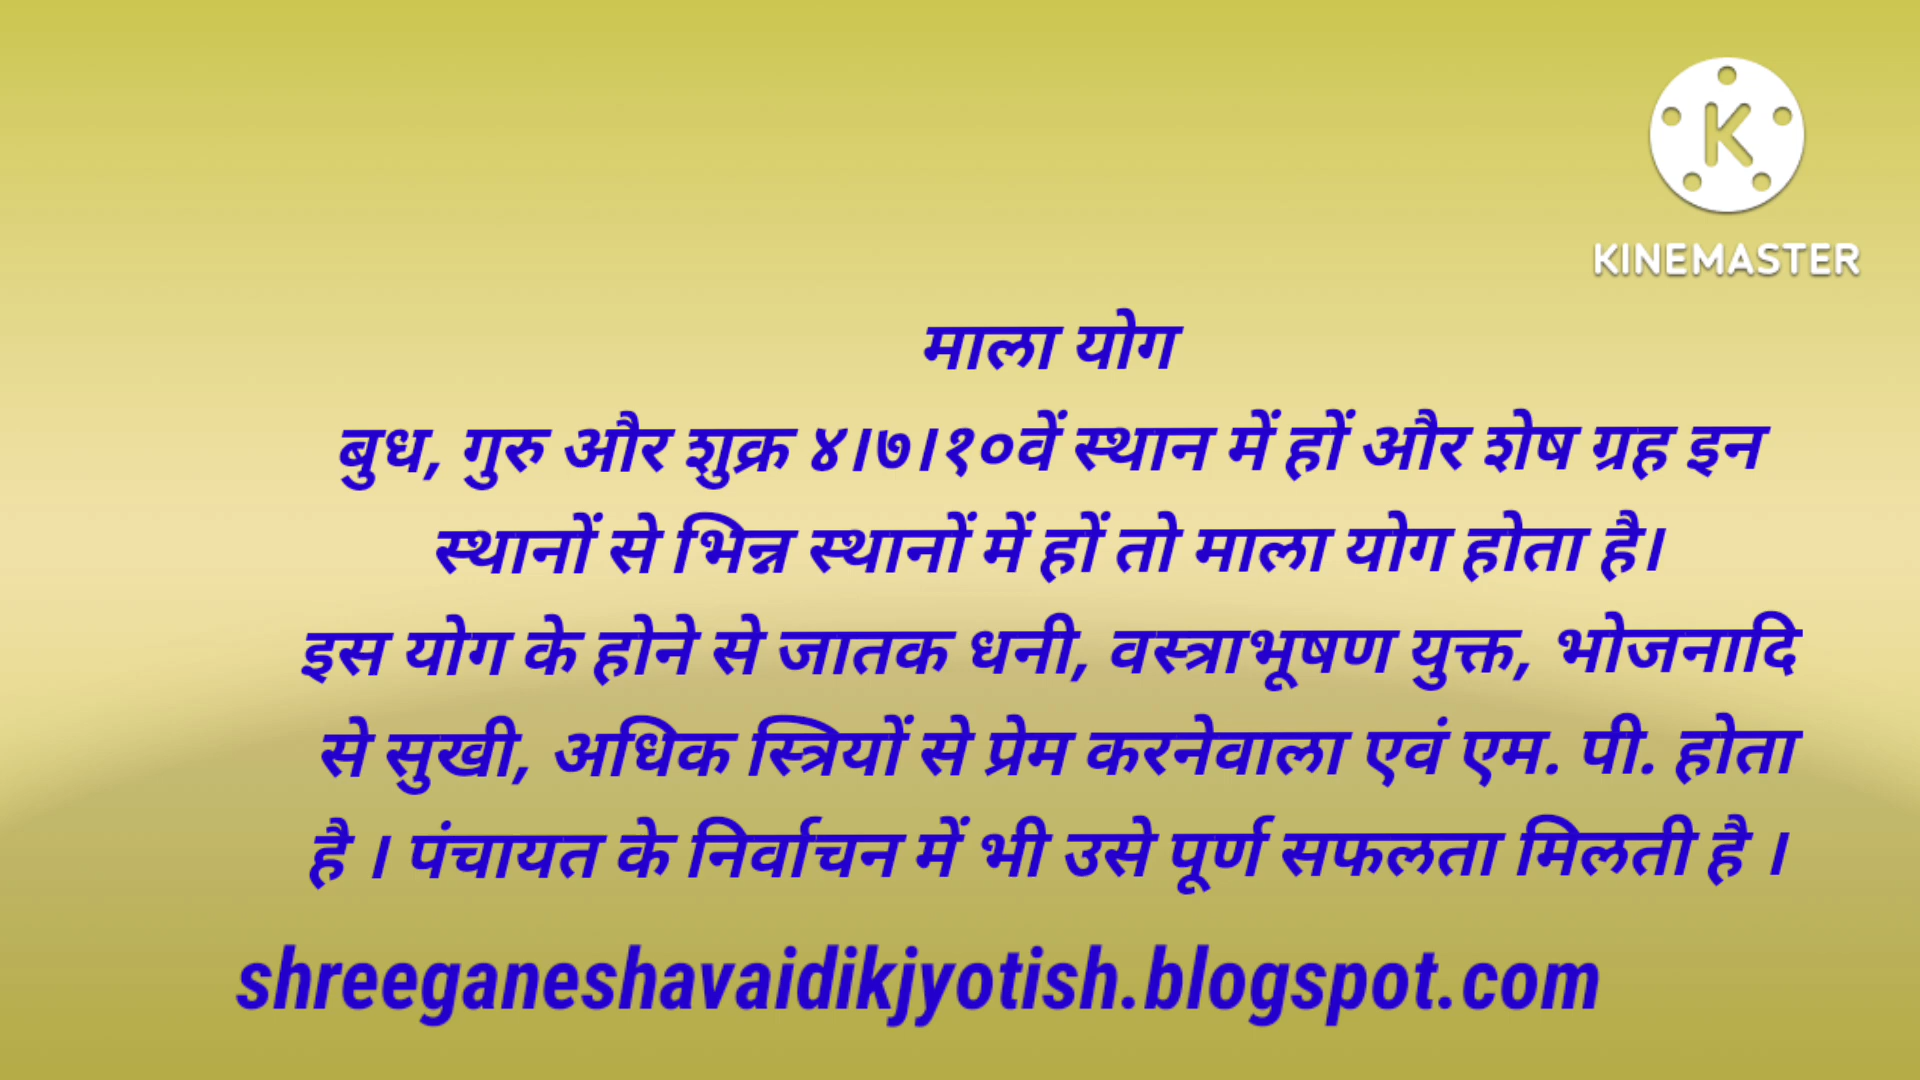 K
KINEMASTER
माला योग
बुध, गुरु और शुक्र ४।७।१०वें स्थान में हों और शेष ग्रह इन
स्थानों से भिन्न स्थानों में हों तो माला योग होता है।
इस योग के होने से जातक धनी, वस्त्राभूषण युक्त, भोजनादि
से सुखी, अधिक स्त्रियों से प्रेम करनेवाला एवं एम. पी. होता
है । पंचायत के निर्वाचन में भी उसे पूर्ण सफलता मिलती है ।
shreeganeshavaidikjyotish.blogspot.com